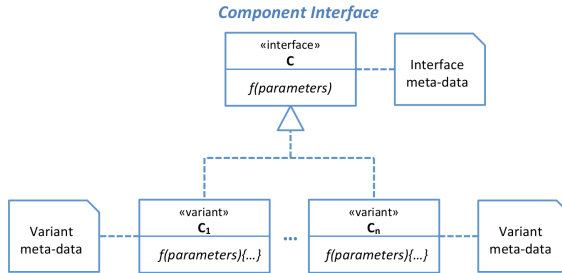 Component Interface
«interface»
C
f(parameters)
Interface
meta-data
Variant
meta-data
«variant»
C₁
f(parameters){...}
...
«variant»
Cₙ
f(parameters){...}
Variant
meta-data